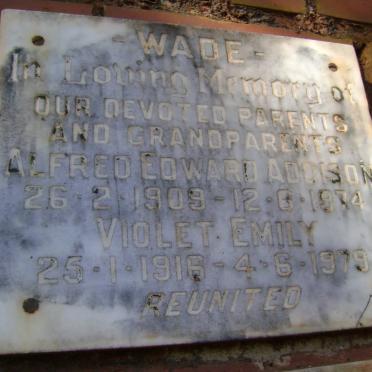 - WADE -
In Loving Memory of
OUR DEVOTED PARENTS
AND GRANDPARENTS
ALFRED EDWARD ADDISON
26 · 2 · 1909 - 12 · 6 · 1974
VIOLET EMILY
25 · 1 · 1916 - 4 · 6 · 1979
REUNITED